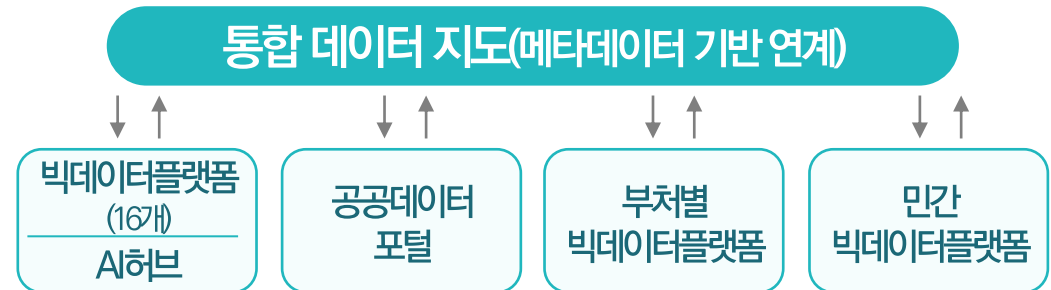 통합 데이터 지도(메타데이터 기반 연계)
빅데이터플랫폼
(16개)
AI허브
공공데이터
포털
부처별
빅데이터플랫폼
민간
빅데이터플랫폼